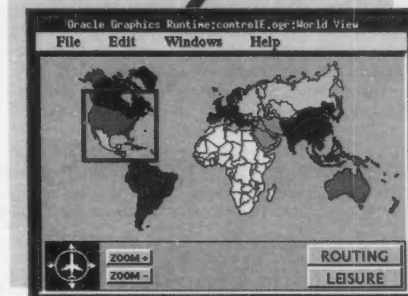 Oracle Graphics Runtime:controlE.ogr:World View
File Edit Windows Help
ZOOM +
ZOOM -
ROUTING
LEISURE